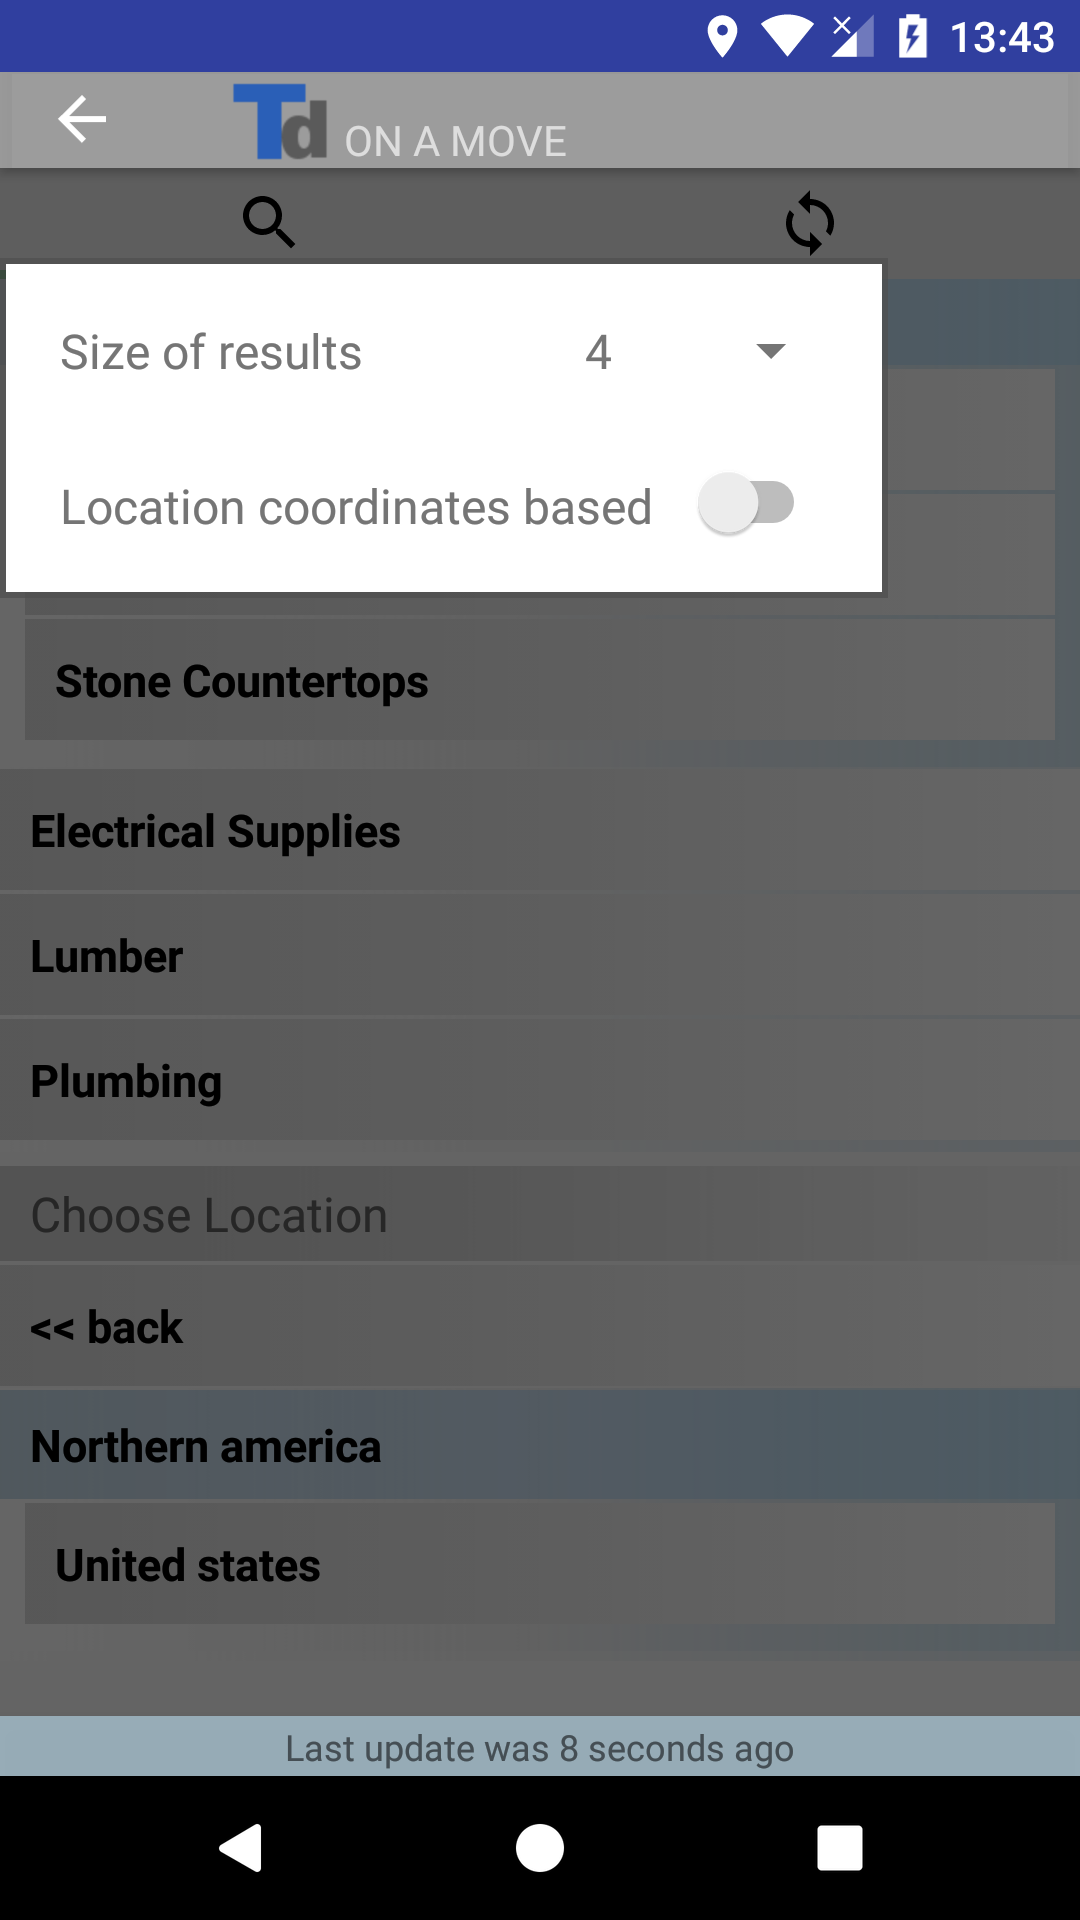 13:43
Td ON A MOVE
Size of results 4
Location coordinates based
Stone Countertops
Electrical Supplies
Lumber
Plumbing
Choose Location
<< back
Northern america
United states
Last update was 8 seconds ago